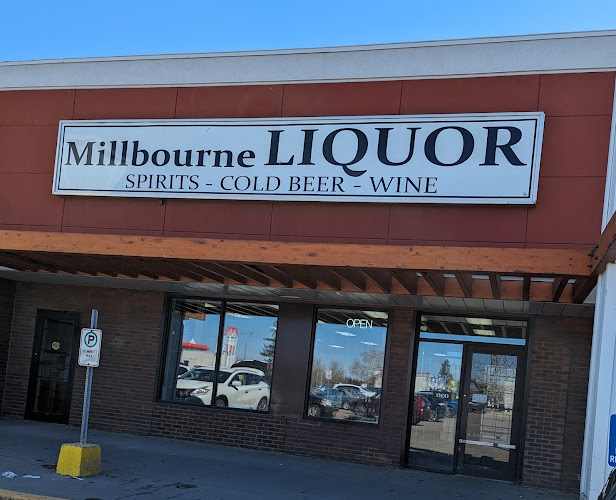 Millbourne LIQUOR
SPIRITS - COLD BEER - WINE
OPEN
P